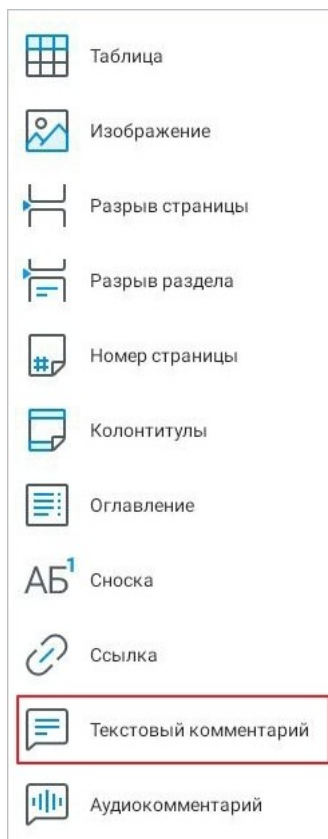 Таблица
Изображение
Разрыв страницы
Разрыв раздела
#
Номер страницы
Колонтитулы
Оглавление
АБ1 Сноска
Ссылка
Текстовый комментарий
Аудиокомментарий